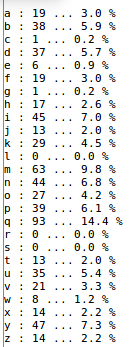 a : 19 ... 3.0 %
b : 38 ... 5.9 %
c : 1 ... 0.2 %
d : 37 ... 5.7 %
e : 6 ... 0.9 %
f : 19 ... 3.0 %
g : 1 ... 0.2 %
h : 17 ... 2.6 %
i : 45 ... 7.0 %
j : 13 ... 2.0 %
k : 29 ... 4.5 %
l : 0 ... 0.0 %
m : 63 ... 9.8 %
n : 44 ... 6.8 %
o : 27 ... 4.2 %
p : 39 ... 6.1 %
q : 93 ... 14.4 %
r : 0 ... 0.0 %
s : 0 ... 0.0 %
t : 13 ... 2.0 %
u : 35 ... 5.4 %
v : 21 ... 3.3 %
w : 8 ... 1.2 %
x : 14 ... 2.2 %
y : 47 ... 7.3 %
z : 14 ... 2.2 %